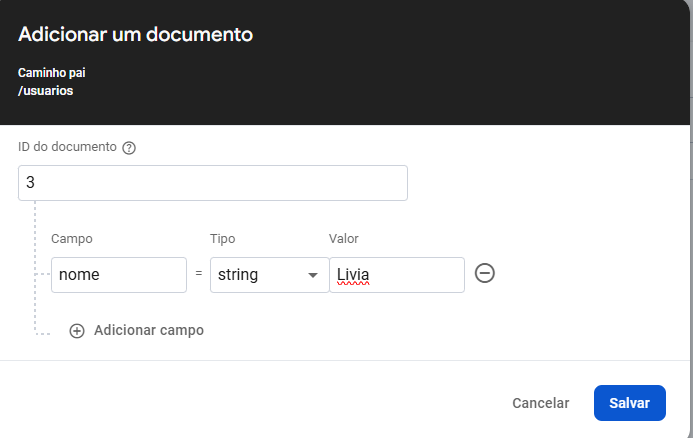 Adicionar um documento
Caminho pai
/usuarios
ID do documento
3
Campo Tipo Valor
nome = string Livia
Adicionar campo
Cancelar Salvar